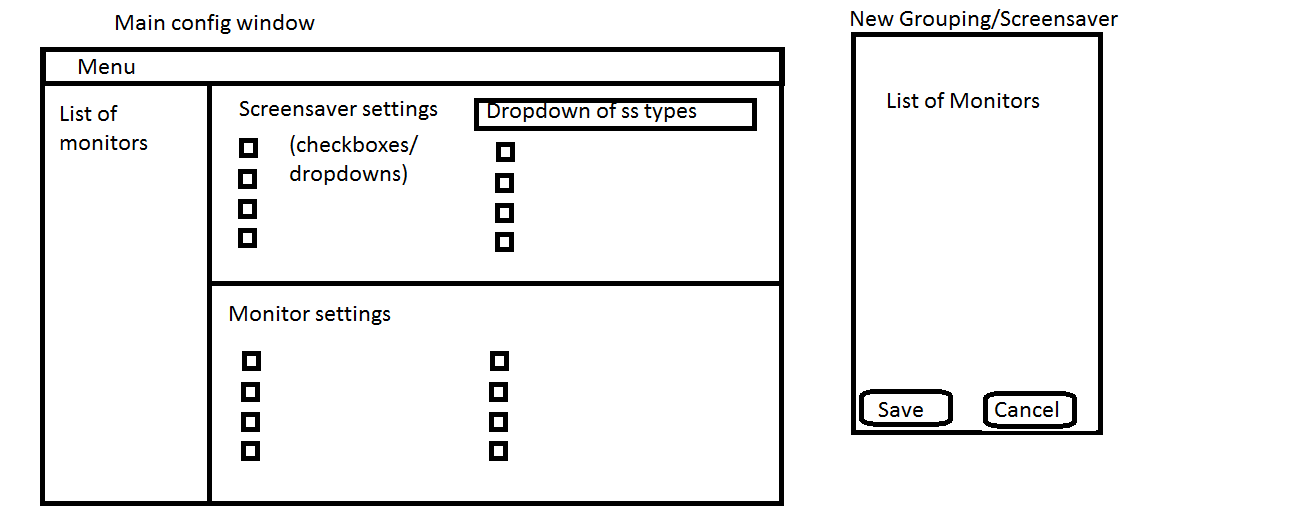 Main config window
Menu
List of
monitors
Screensaver settings
Dropdown of ss types
(checkboxes/
dropdowns)
Monitor settings
New Grouping/Screensaver
List of Monitors
Save
Cancel